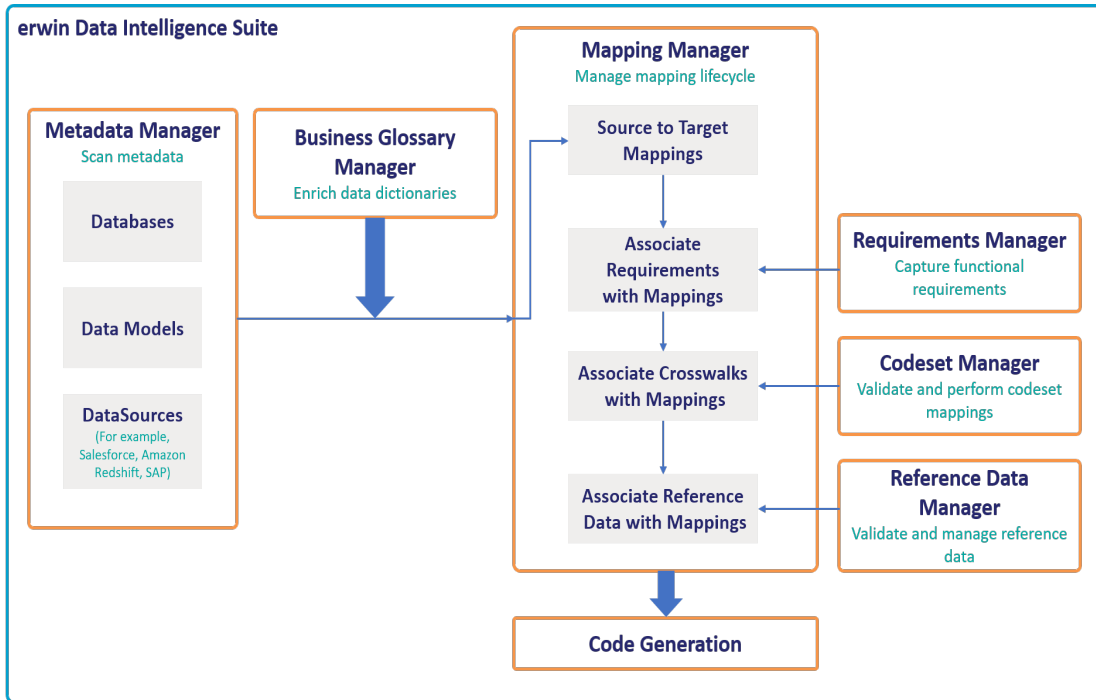 erwin Data Intelligence Suite
Metadata Manager
Scan metadata
Databases
Data Models
DataSources
(For example,
Salesforce, Amazon
Redshift, SAP)
Business Glossary
Manager
Enrich data dictionaries
Mapping Manager
Manage mapping lifecycle
Source to Target
Mappings
Associate
Requirements
with Mappings
Associate Crosswalks
with Mappings
Associate Reference
Data with Mappings
Requirements Manager
Capture functional
requirements
Codeset Manager
Validate and perform codeset
mappings
Reference Data
Manager
Validate and manage reference
data
Code Generation